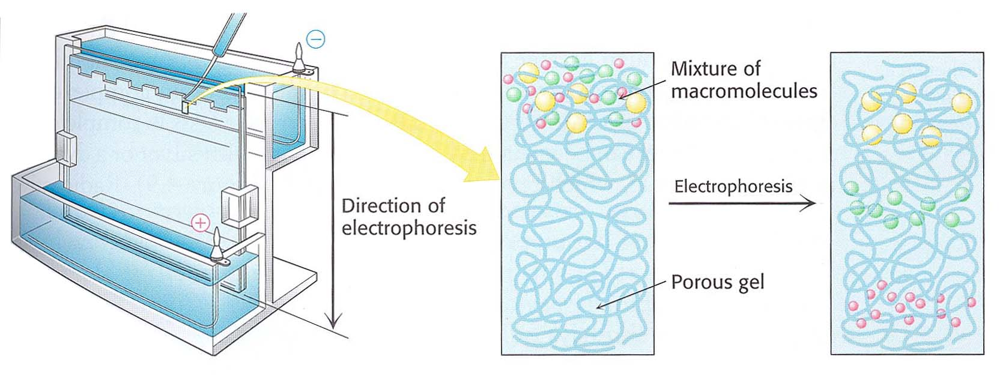 −
+
Direction of
electrophoresis
Mixture of
macromolecules
Electrophoresis
Porous gel